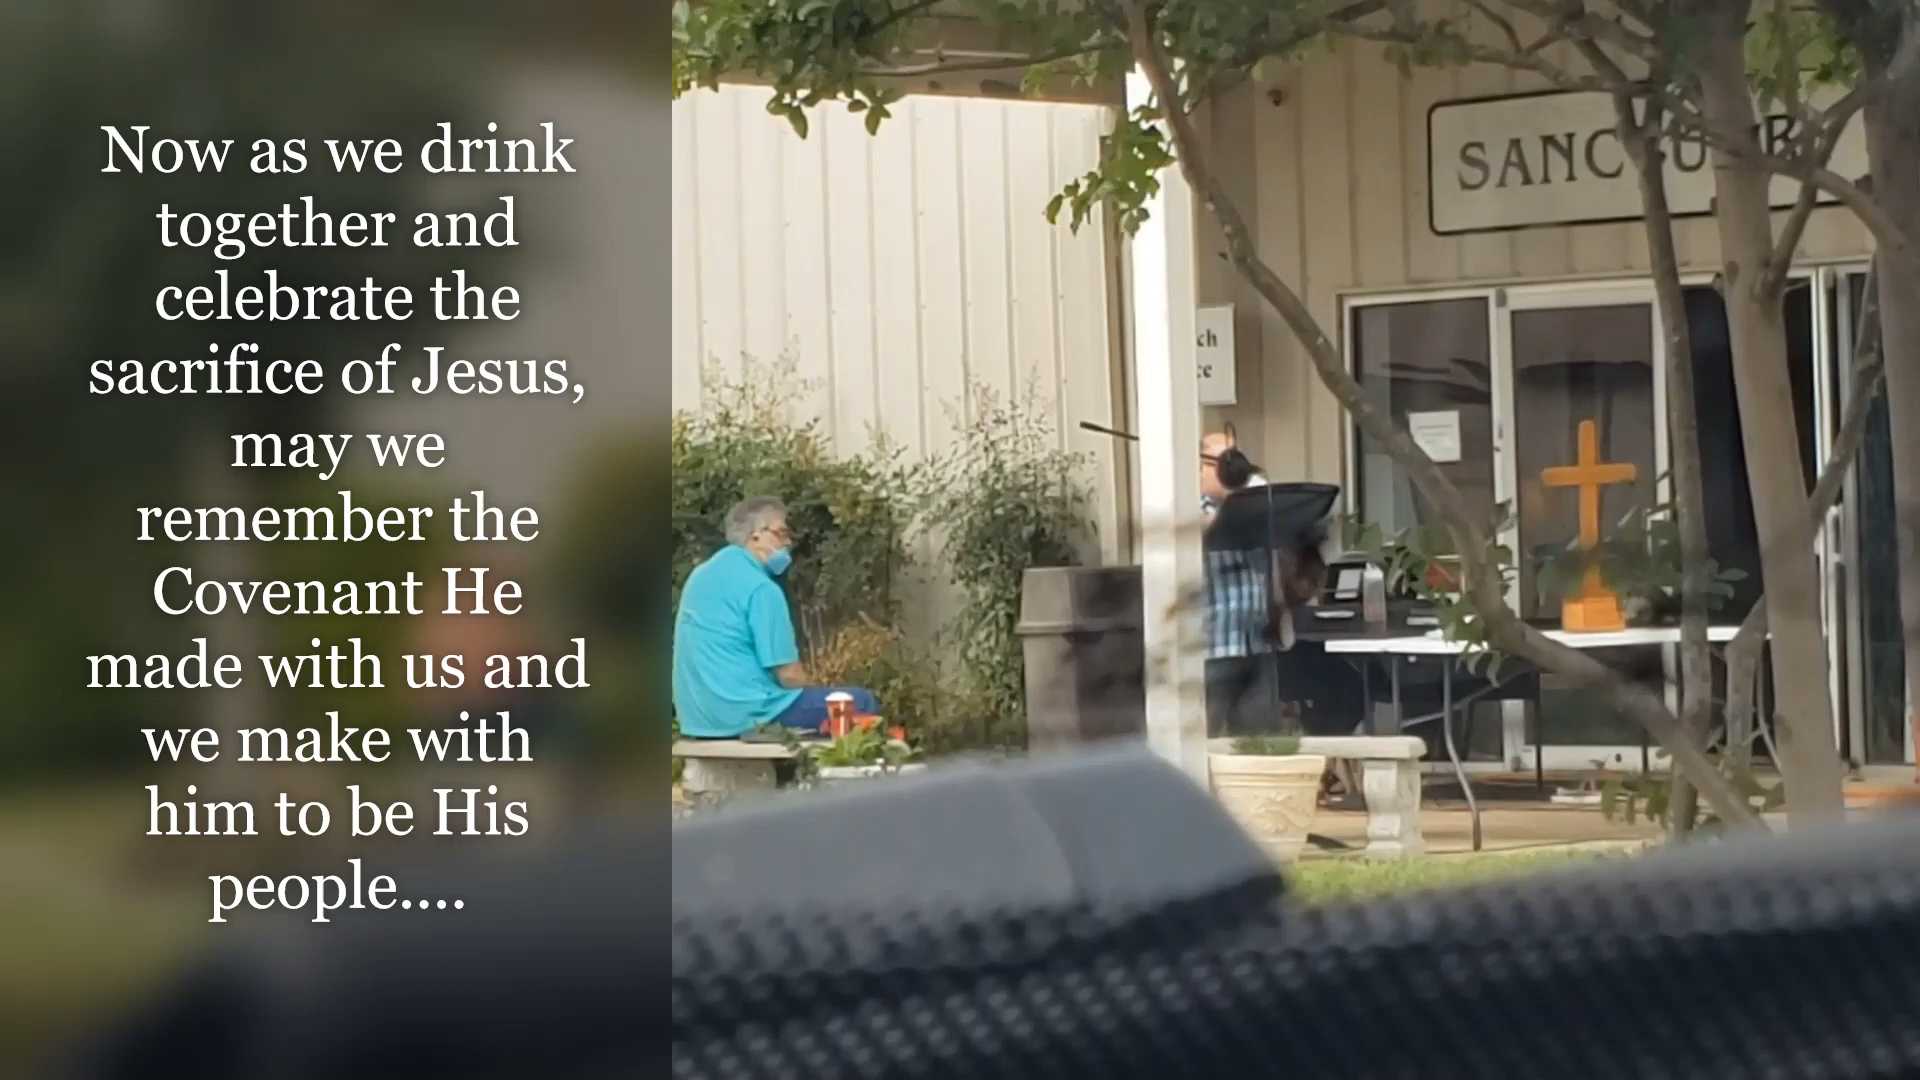 Now as we drink
together and
celebrate the
sacrifice of Jesus,
may we
remember the
Covenant He
made with us and
we make with
him to be His
people....